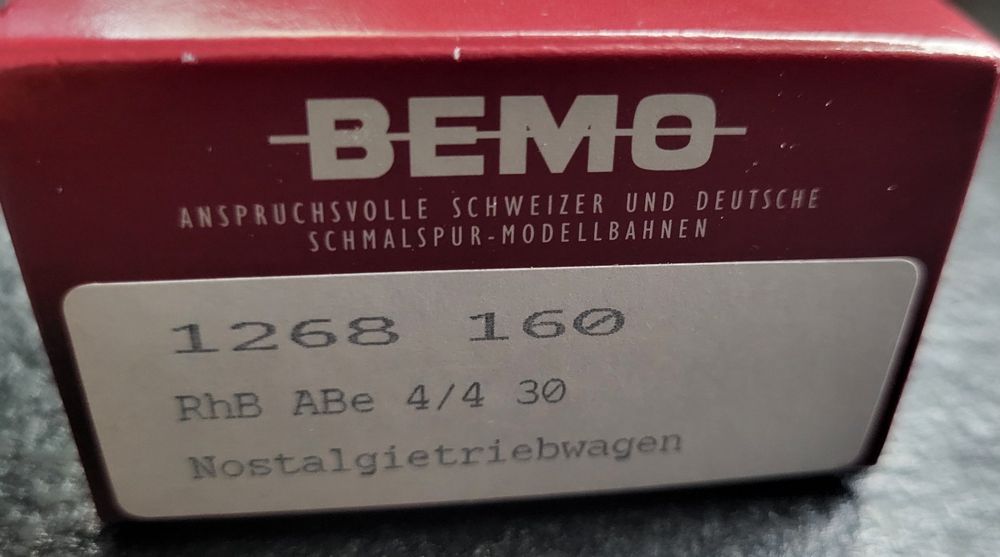 BEMO
ANSPRUCHSVOLLE SCHWEIZER UND DEUTSCHE
SCHMALSPUR-MODELLBAHNEN
1268 160
RhB ABe 4/4 30
Nostalgietriebwagen